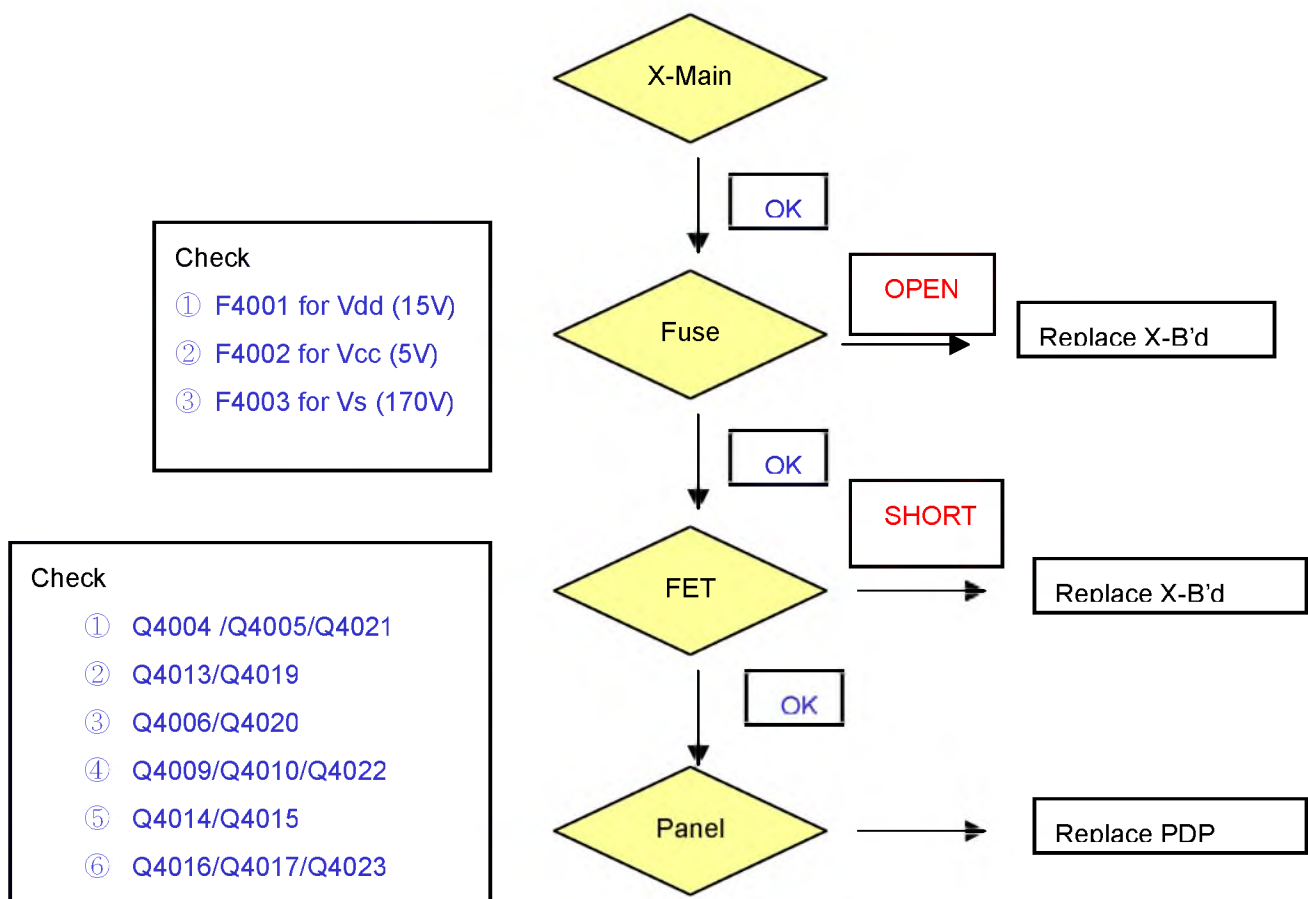 X-Main
OK
Check
① F4001 for Vdd (15V)
② F4002 for Vcc (5V)
③ F4003 for Vs (170V)
Fuse
OPEN
Replace X-B’d
OK
SHORT
Check
① Q4004 /Q4005/Q4021
② Q4013/Q4019
③ Q4006/Q4020
④ Q4009/Q4010/Q4022
⑤ Q4014/Q4015
⑥ Q4016/Q4017/Q4023
FET
Replace X-B’d
OK
Panel
Replace PDP